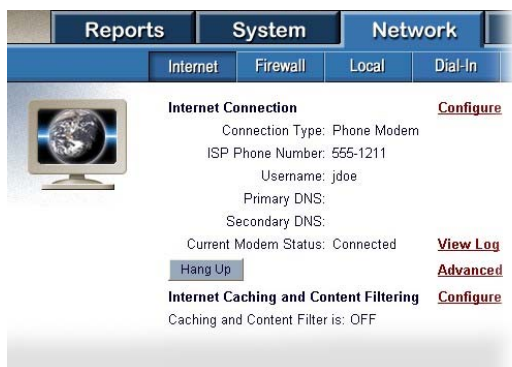 Reports System Network
Internet Firewall Local Dial-In
Internet Connection Configure
Connection Type: Phone Modem
ISP Phone Number: 555-1211
Username: jdoe
Primary DNS:
Secondary DNS:
Current Modem Status: Connected View Log
Hang Up Advanced
Internet Caching and Content Filtering Configure
Caching and Content Filter is: OFF